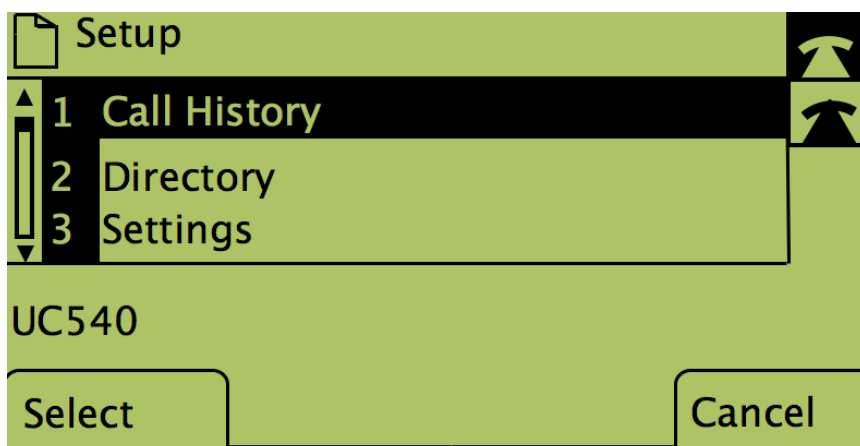 Setup
1 Call History
2 Directory
3 Settings
UC540
Select Cancel